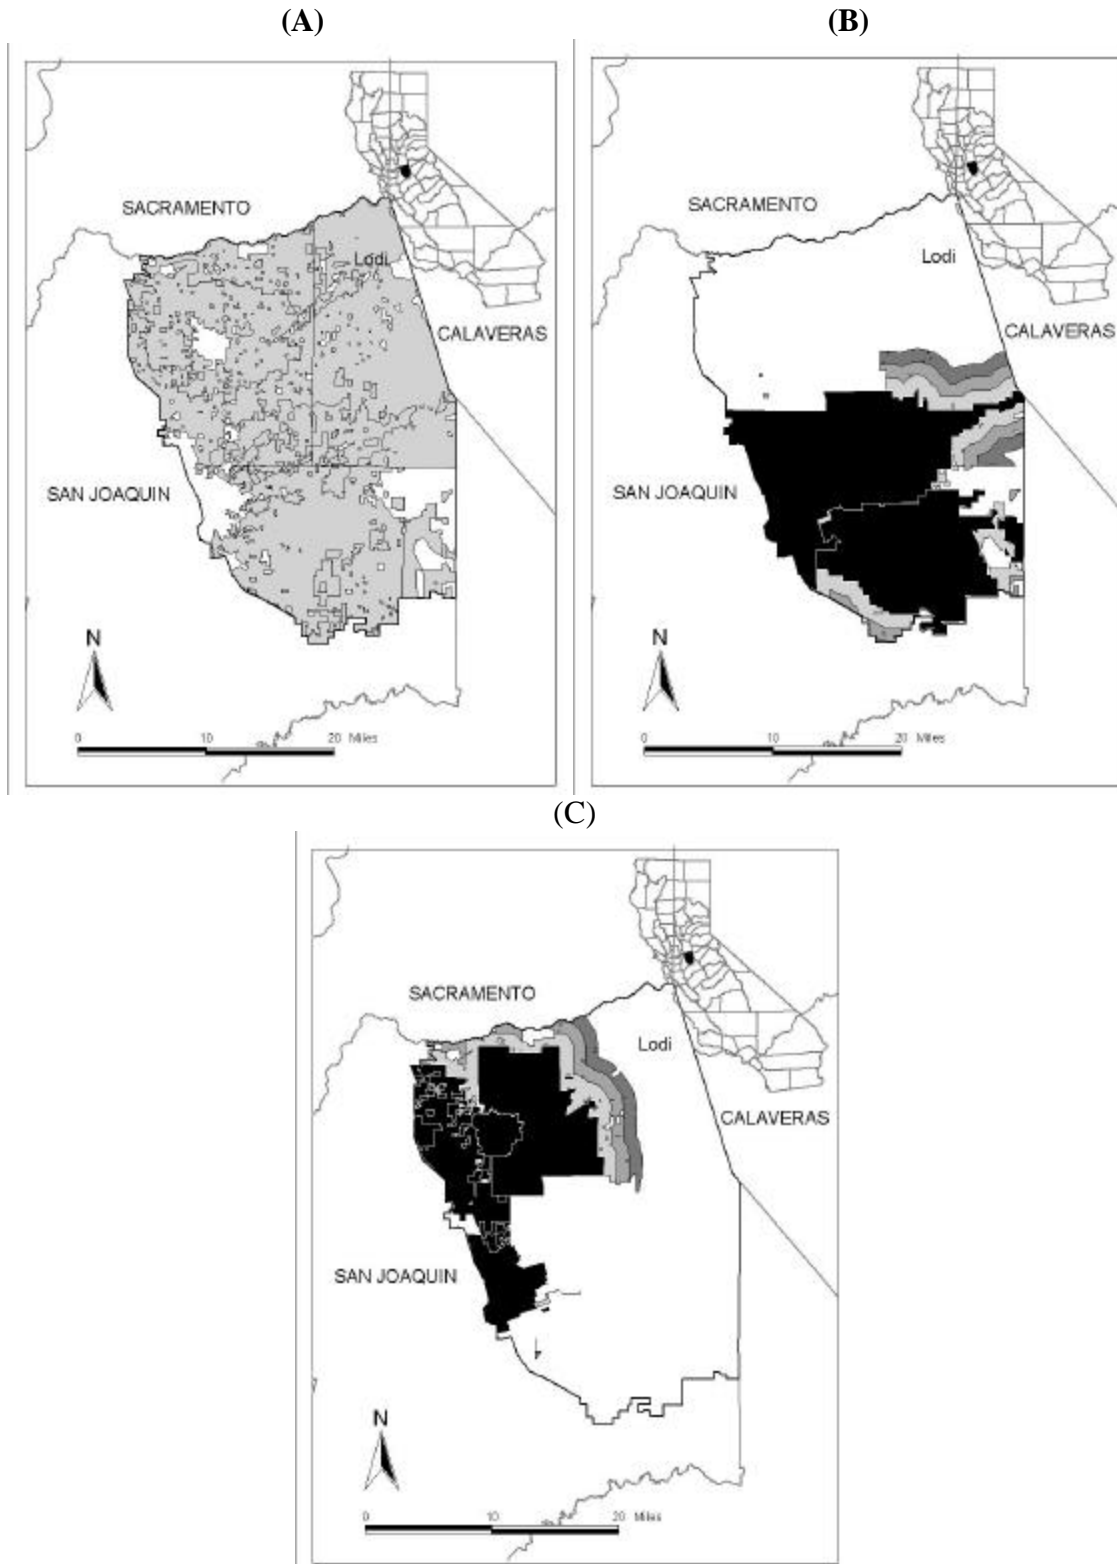 (A)
SACRAMENTO
Lodi
CALAVERAS
SAN JOAQUIN
N
0 10 20 Miles
(B)
SACRAMENTO
Lodi
CALAVERAS
SAN JOAQUIN
N
0 10 20 Miles
(C)
SACRAMENTO
Lodi
CALAVERAS
SAN JOAQUIN
N
0 10 20 Miles